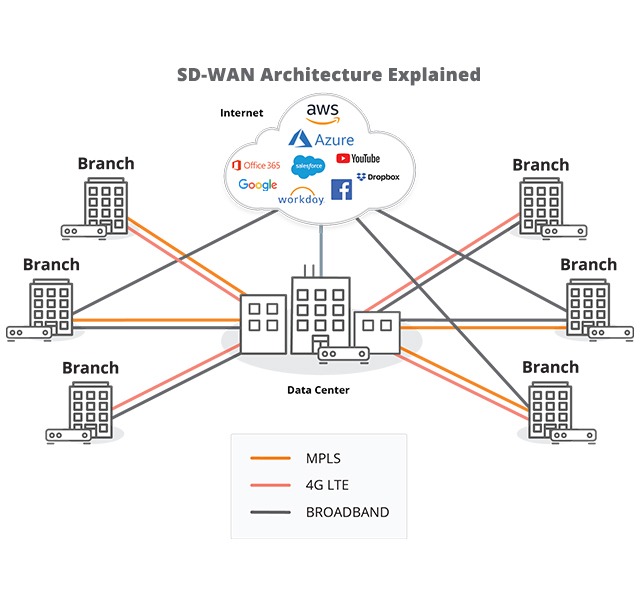 SD-WAN Architecture Explained
Internet
aws
Azure
Office 365
salesforce
YouTube
Google
Dropbox
workday
f
Branch
Branch
Branch
Branch
Branch
Branch
Data Center
MPLS
4G LTE
BROADBAND